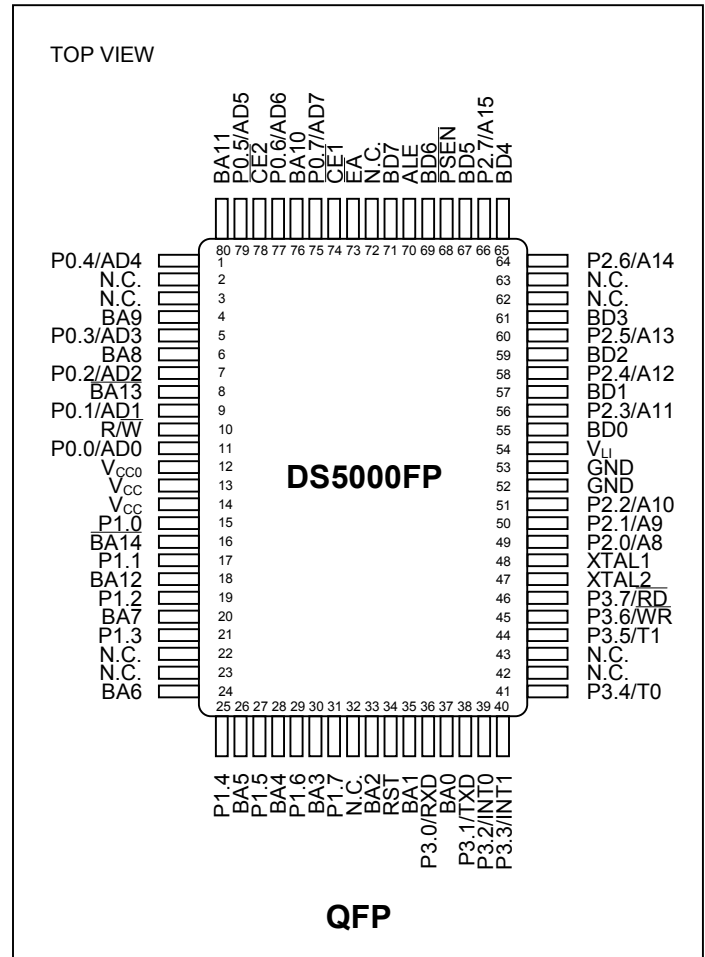 TOP VIEW
BA11
P0.5/AD5
CE2
P0.6/AD6
BA10
P0.7/AD7
CE1
EA
N.C.
BD7
ALE
BD6
PSEN
BD5
P2.7/A15
BD4
80 79 78 77 76 75 74 73 72 71 70 69 68 67 66 65
P0.4/AD4 1
N.C. 2
N.C. 3
BA9 4
P0.3/AD3 5
BA8 6
P0.2/AD2 7
BA13 8
P0.1/AD1 9
R/W 10
P0.0/AD0 11
VCC0 12
VCC 13
VCC 14
P1.0 15
BA14 16
P1.1 17
BA12 18
P1.2 19
BA7 20
P1.3 21
N.C. 22
N.C. 23
BA6 24
DS5000FP
64 P2.6/A14
63 N.C.
62 N.C.
61 BD3
60 P2.5/A13
59 BD2
58 P2.4/A12
57 BD1
56 P2.3/A11
55 BD0
54 VLI
53 GND
52 GND
51 P2.2/A10
50 P2.1/A9
49 P2.0/A8
48 XTAL1
47 XTAL2
46 P3.7/RD
45 P3.6/WR
44 P3.5/T1
43 N.C.
42 N.C.
41 P3.4/T0
25 26 27 28 29 30 31 32 33 34 35 36 37 38 39 40
P1.4
BA5
P1.5
BA4
P1.6
BA3
P1.7
N.C.
BA2
RST
BA1
P3.0/RXD
BA0
P3.1/TXD
P3.2/INT0
P3.3/INT1
QFP